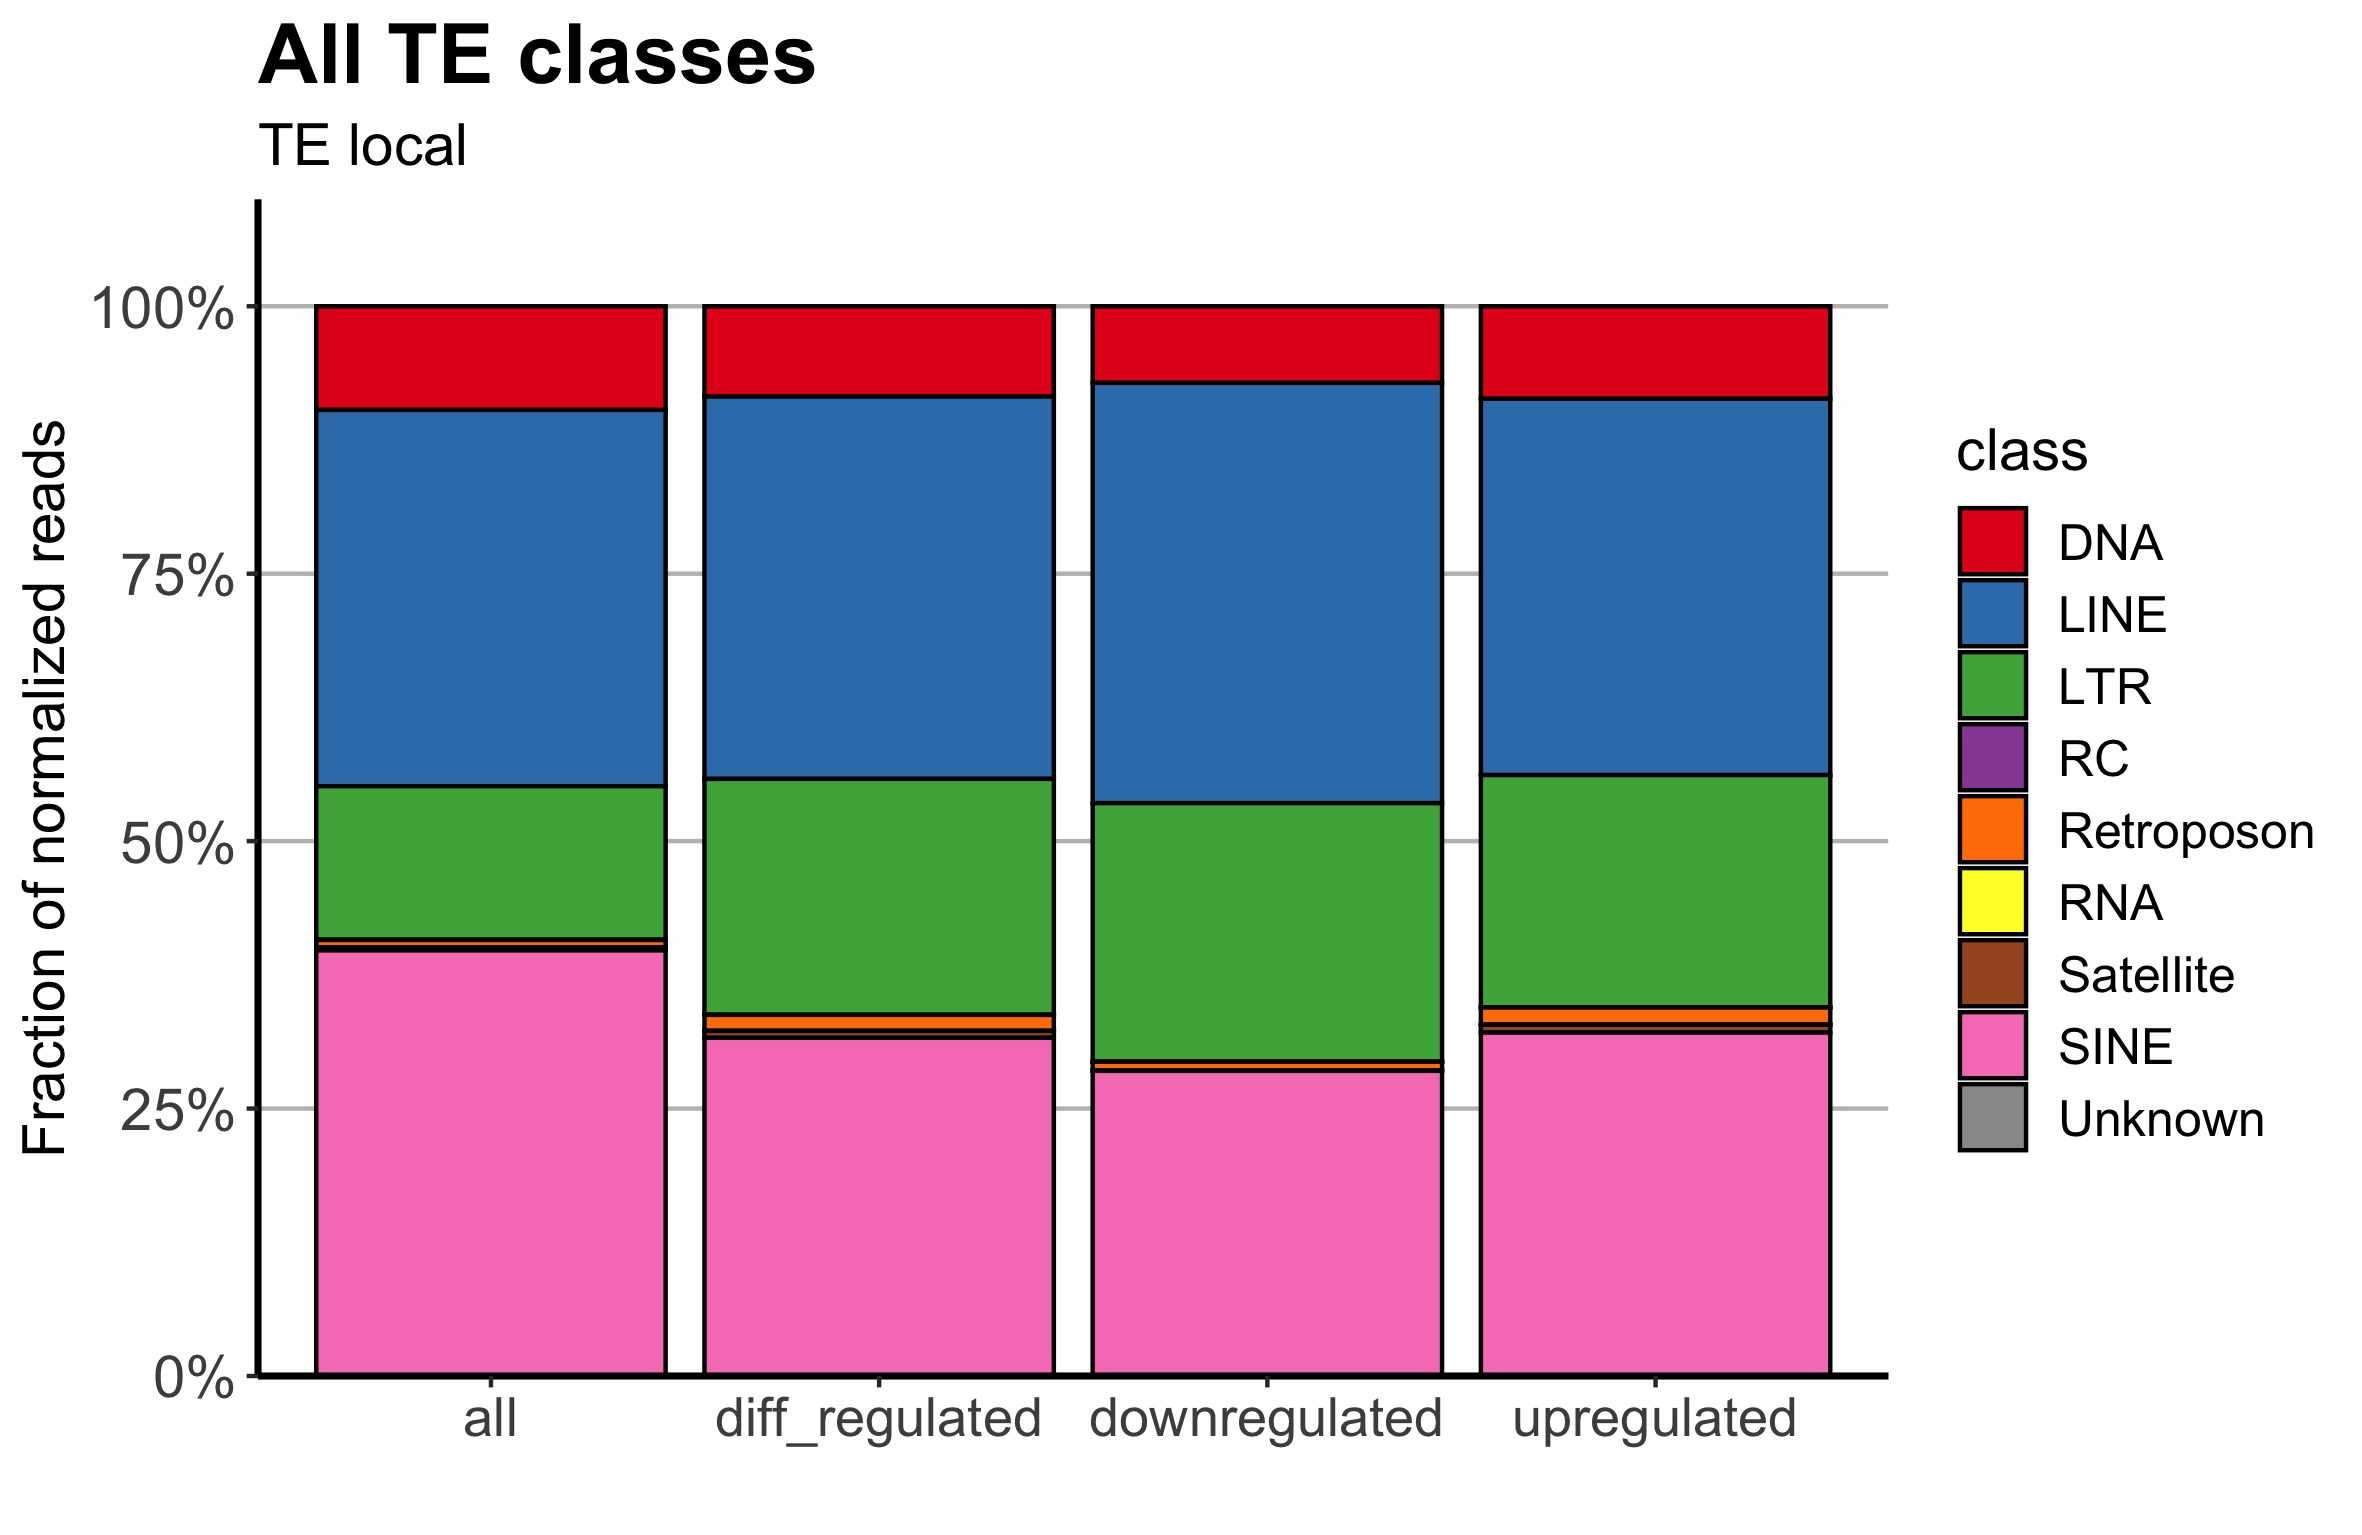 All TE classes
TE local
Fraction of normalized reads
100%
75%
50%
25%
0%
all
diff_regulated
downregulated
upregulated
class
DNA
LINE
LTR
RC
Retroposon
RNA
Satellite
SINE
Unknown